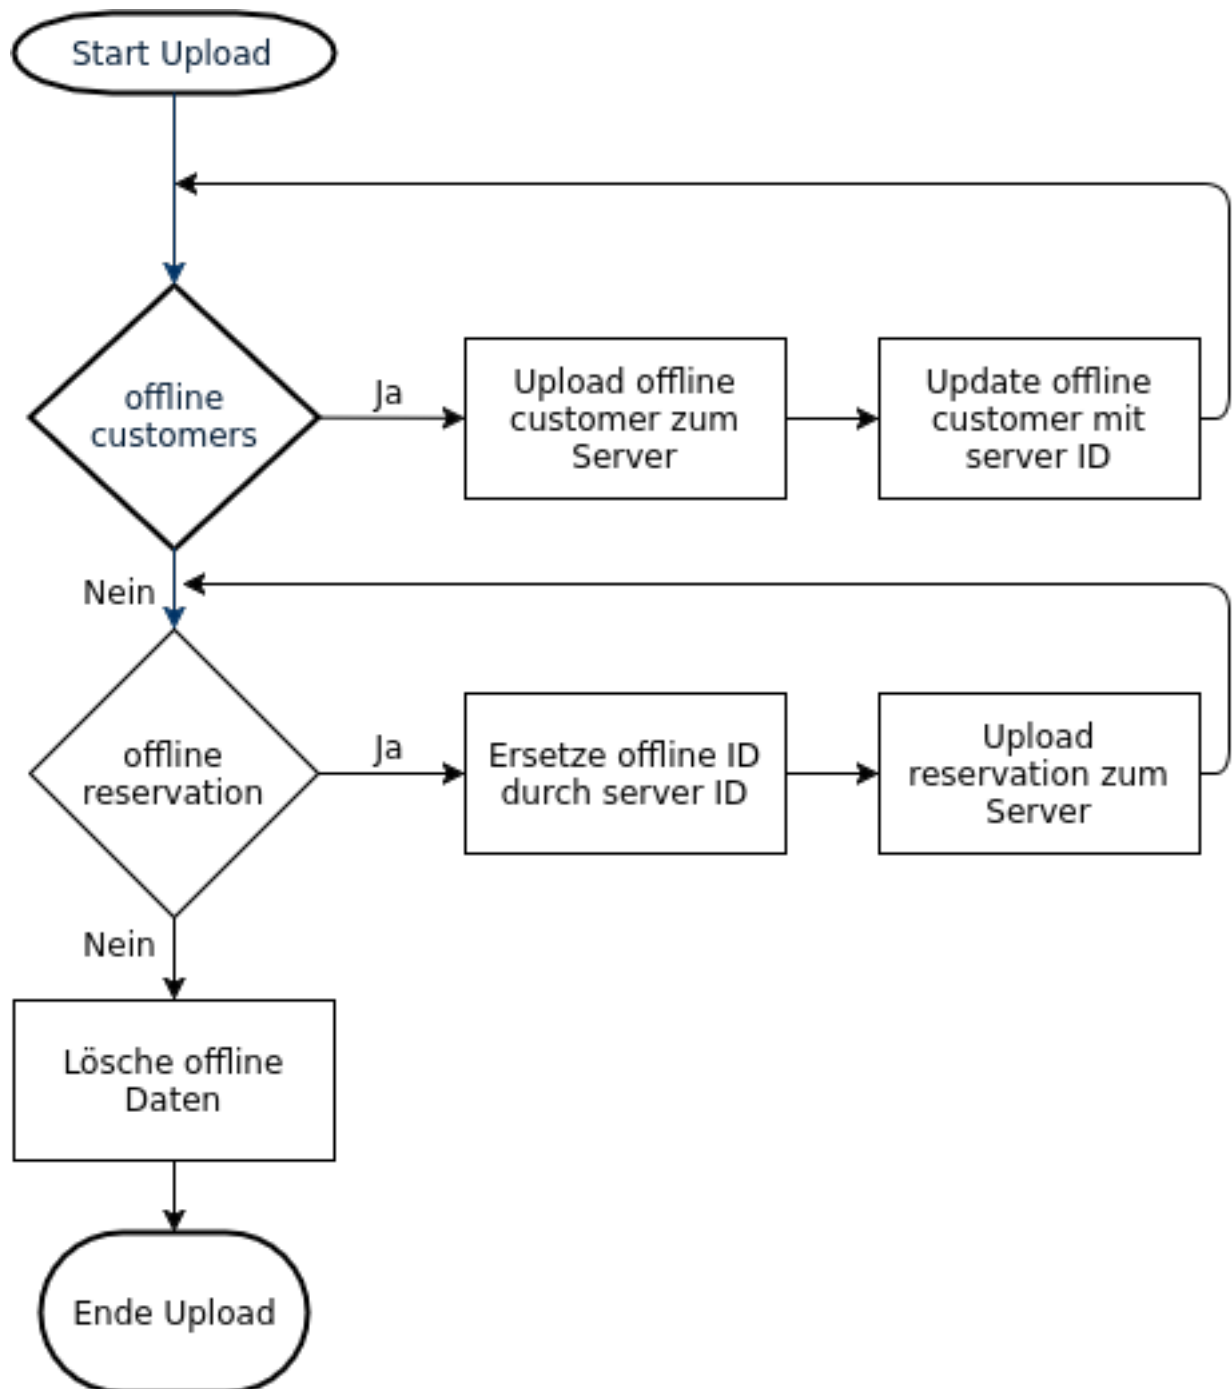 Start Upload
offline
customers
Ja
Upload offline
customer zum
Server
Update offline
customer mit
server ID
Nein
offline
reservation
Ja
Ersetze offline ID
durch server ID
Upload
reservation zum
Server
Nein
Lösche offline
Daten
Ende Upload